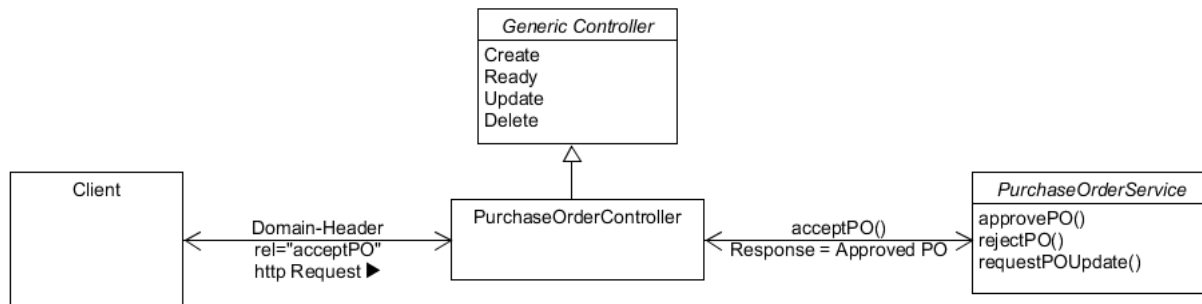 Generic Controller
Create
Ready
Update
Delete
Client
Domain-Header
rel="acceptPO"
http Request ▶
PurchaseOrderController
acceptPO()
Response = Approved PO
PurchaseOrderService
approvePO()
rejectPO()
requestPOUpdate()